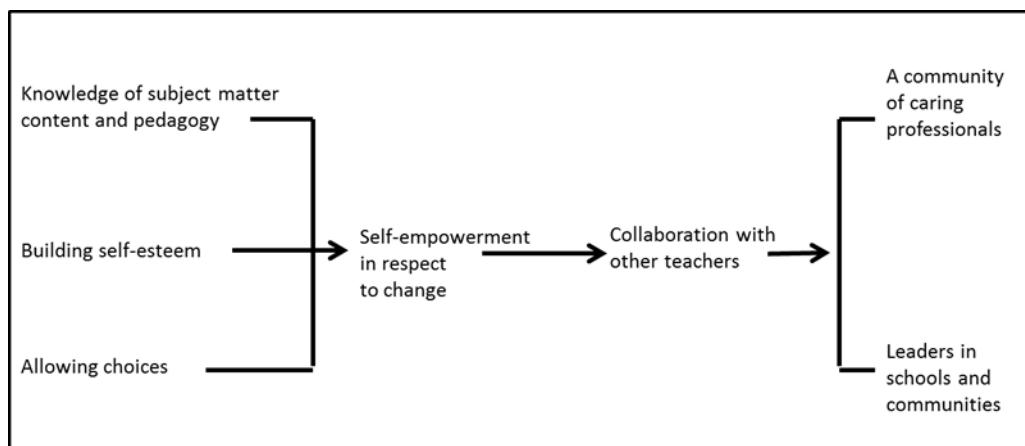 Knowledge of subject matter
content and pedagogy
Building self-esteem
Allowing choices
Self-empowerment
in respect
to change
Collaboration with
other teachers
A community
of caring
professionals
Leaders in
schools and
communities